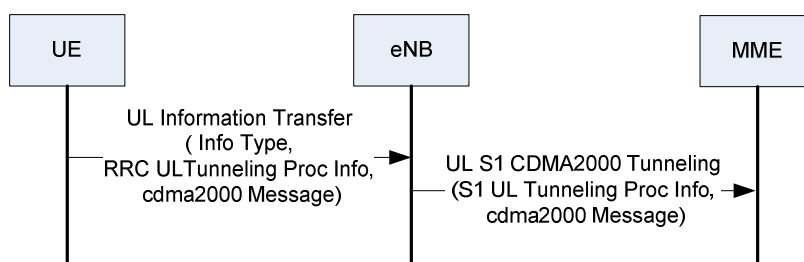 UE
eNB
MME
UL Information Transfer
( Info Type,
RRC ULTunneling Proc Info,
cdma2000 Message)
UL S1 CDMA2000 Tunneling
(S1 UL Tunneling Proc Info,
cdma2000 Message)